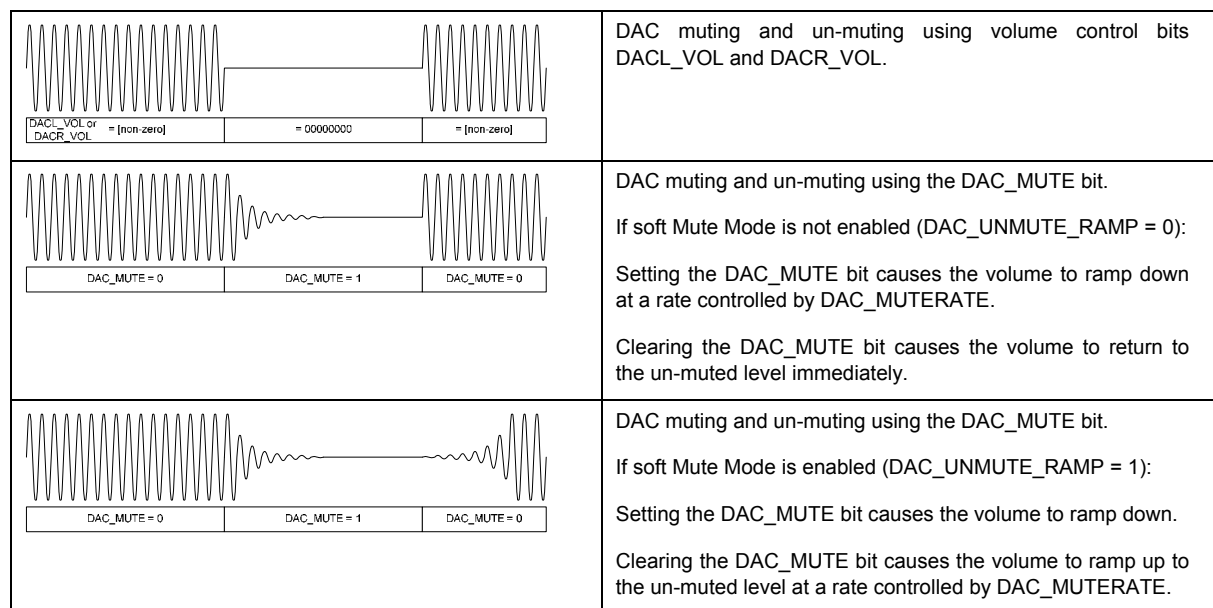 DACL_VOL or
DACR_VOL
= [non-zero]
= 00000000
= [non-zero]
DAC muting and un-muting using volume control bits
DACL_VOL and DACR_VOL.
DAC_MUTE = 0
DAC_MUTE = 1
DAC_MUTE = 0
DAC muting and un-muting using the DAC_MUTE bit.
If soft Mute Mode is not enabled (DAC_UNMUTE_RAMP = 0):
Setting the DAC_MUTE bit causes the volume to ramp down
at a rate controlled by DAC_MUTERATE.
Clearing the DAC_MUTE bit causes the volume to return to
the un-muted level immediately.
DAC_MUTE = 0
DAC_MUTE = 1
DAC_MUTE = 0
DAC muting and un-muting using the DAC_MUTE bit.
If soft Mute Mode is enabled (DAC_UNMUTE_RAMP = 1):
Setting the DAC_MUTE bit causes the volume to ramp down.
Clearing the DAC_MUTE bit causes the volume to ramp up to
the un-muted level at a rate controlled by DAC_MUTERATE.